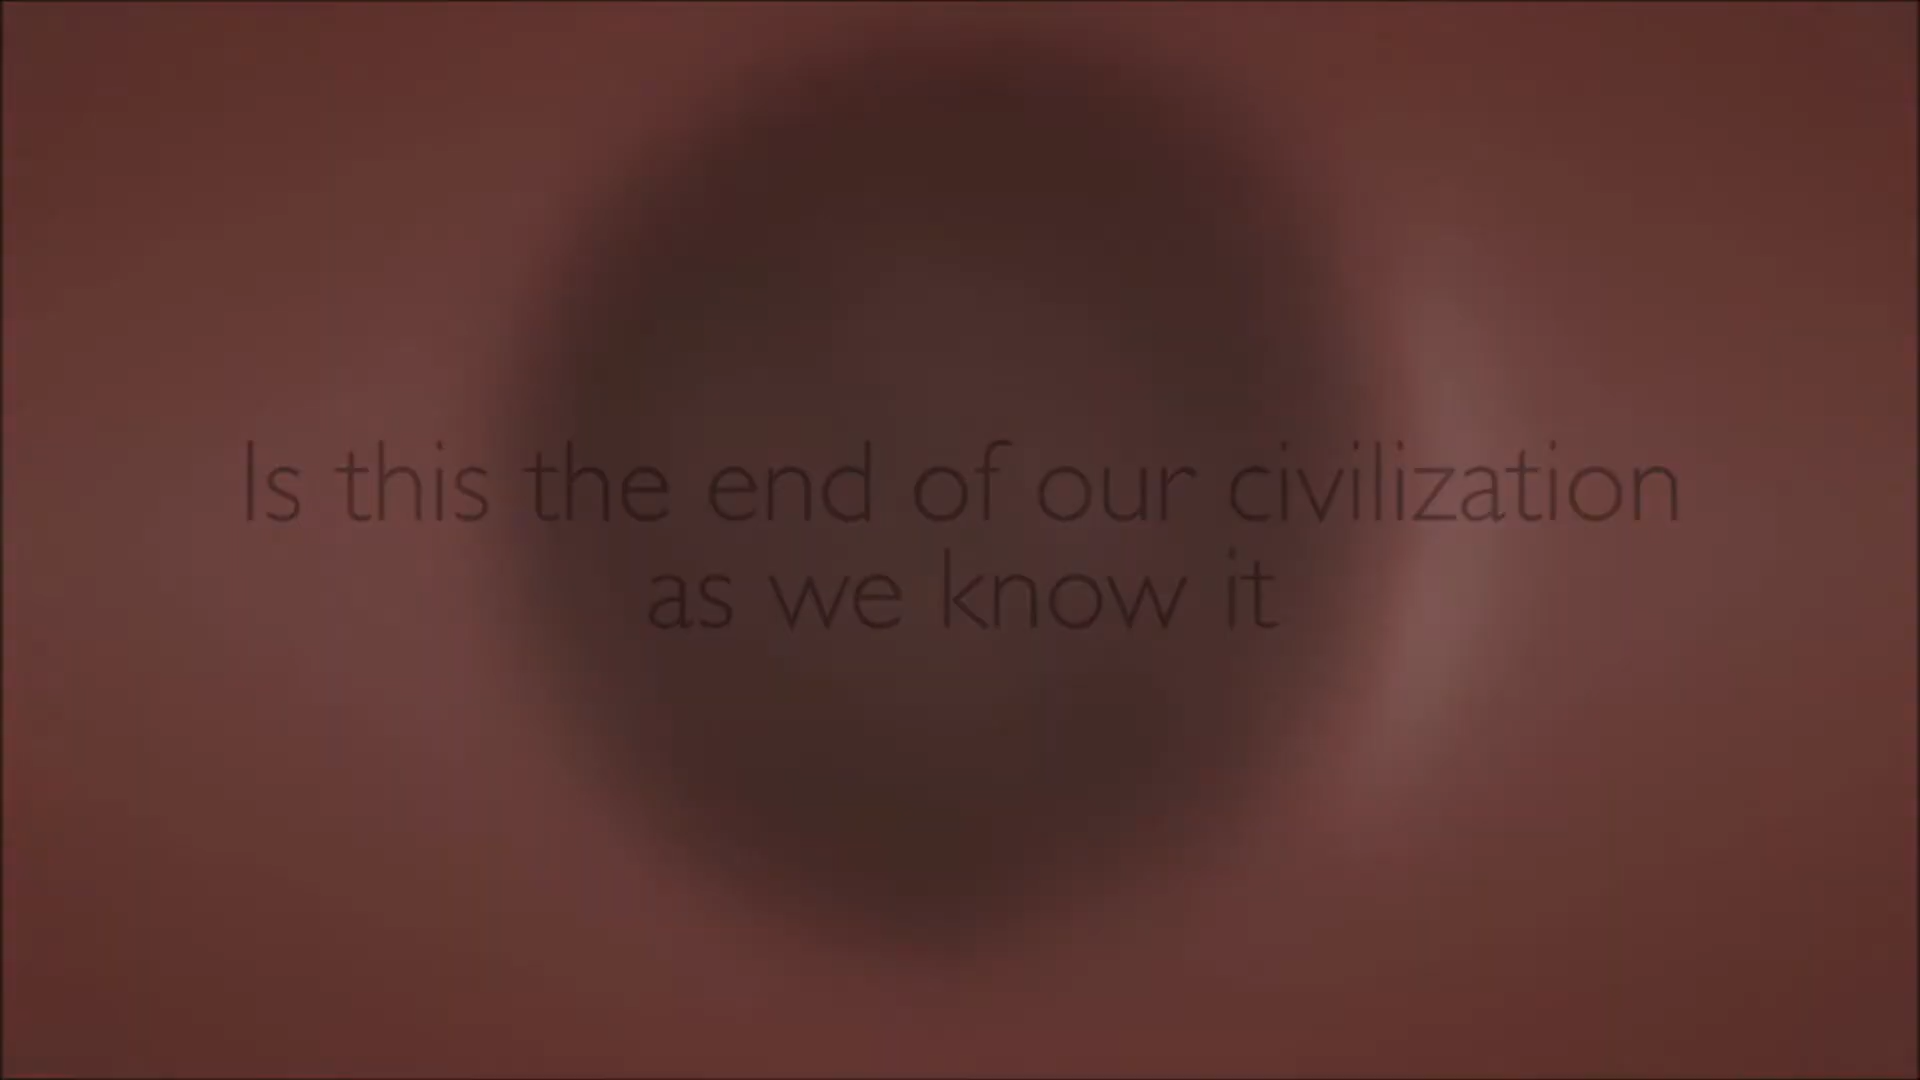 Is this the end of our civilization
as we know it